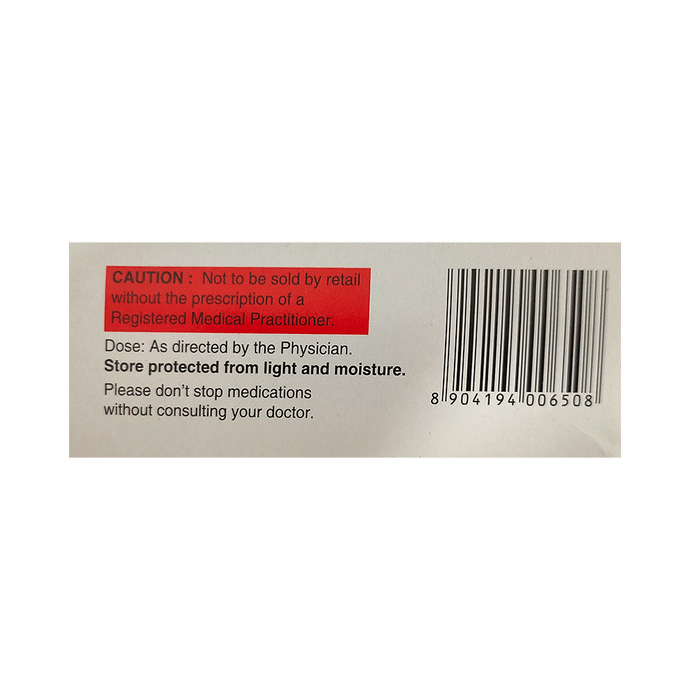 CAUTION : Not to be sold by retail
without the prescription of a
Registered Medical Practitioner.
Dose: As directed by the Physician.
Store protected from light and moisture.
Please don't stop medications
without consulting your doctor.
8 904194 006508